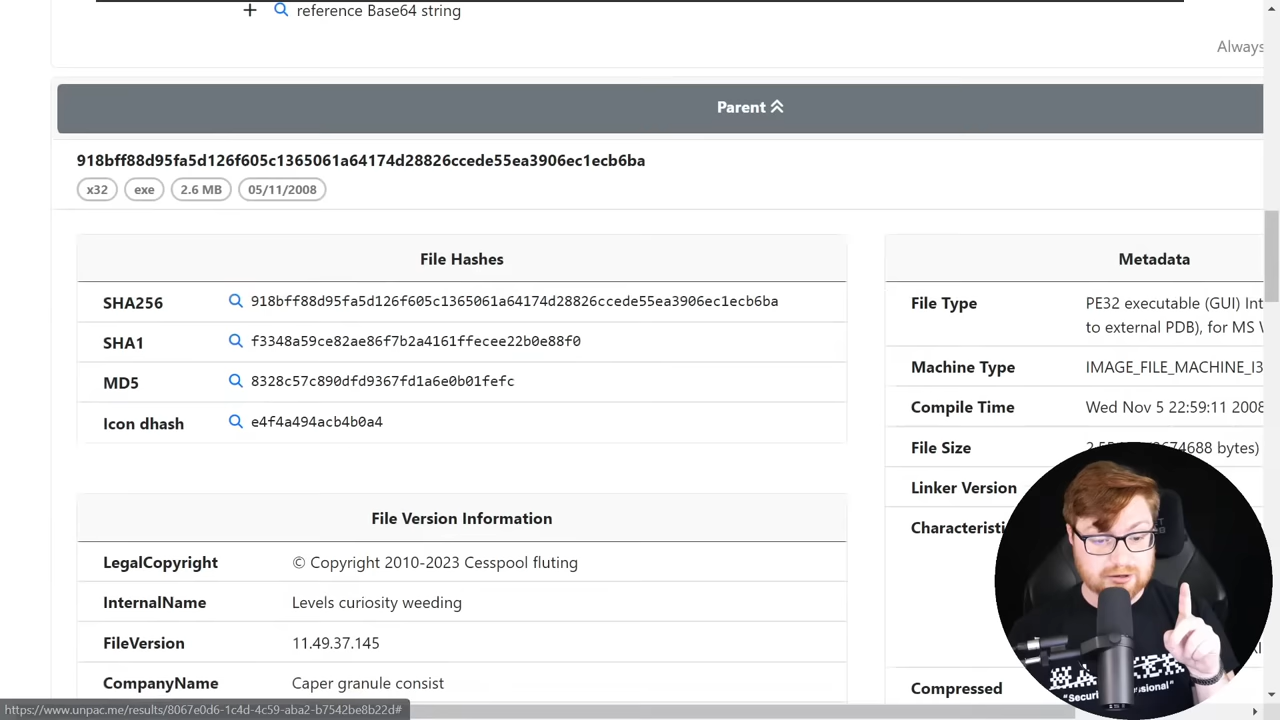 reference Base64 string
Always
Parent
918bff88d95fa5d126f605c1365061a64174d28826ccede55ea3906ec1ecb6ba
x32 exe 2.6 MB 05/11/2008
File Hashes
SHA256 918bff88d95fa5d126f605c1365061a64174d28826ccede55ea3906ec1ecb6ba
SHA1 f3348a59ce82ae86f7b2a4161ffecee22b0e88f0
MD5 8328c57c890dfd9367fd1a6e0b01fefc
Icon dhash e4f4a494acb4b0a4
File Version Information
LegalCopyright © Copyright 2010-2023 Cesspool fluting
InternalName Levels curiosity weeding
FileVersion 11.49.37.145
CompanyName Caper granule consist
Metadata
File Type PE32 executable (GUI) Int
to external PDB), for MS W
Machine Type IMAGE_FILE_MACHINE_I3
Compile Time Wed Nov 5 22:59:11 2008
File Size 674688 bytes)
Linker Version
Characteristi
Compressed
https://www.unpac.me/results/8067e0d6-1c4d-4c59-aba2-b7542be8b22d#